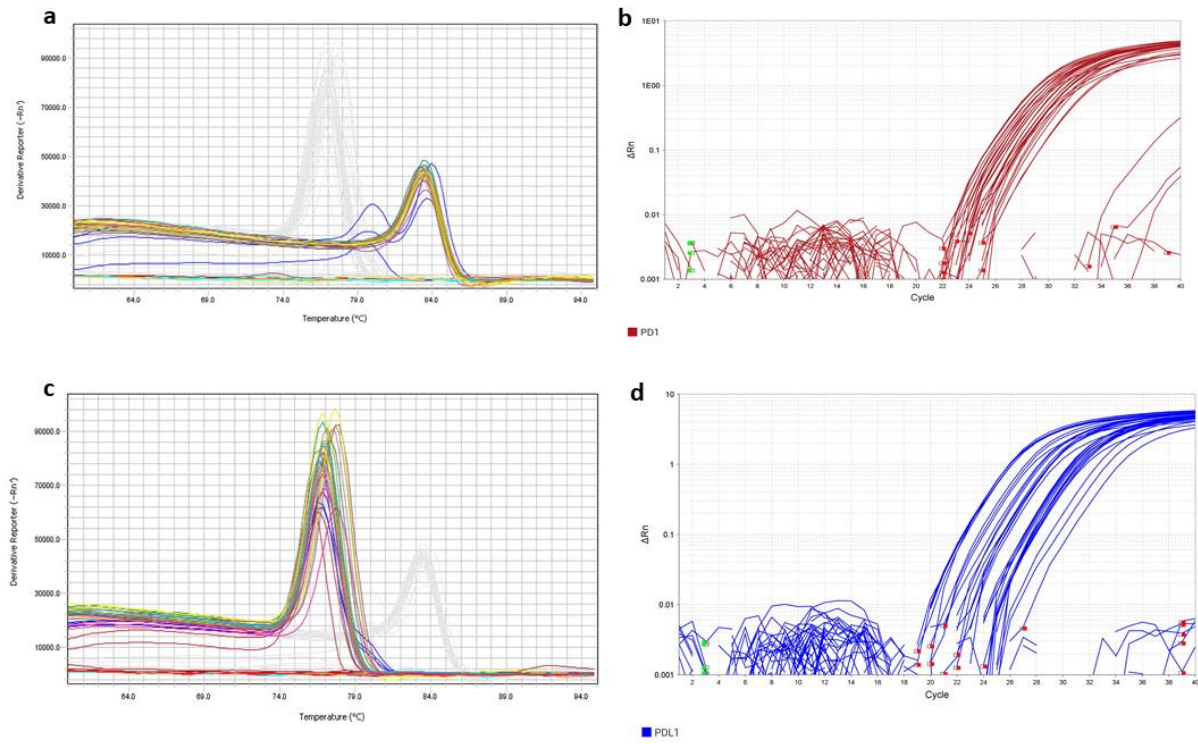 a
Derivative Reporter (−Rn')
90000.0
70000.0
50000.0
30000.0
10000.0
64.0 69.0 74.0 79.0 84.0 89.0 94.0
Temperature (°C)
b
ΔRn
1E01
1E00
0.1
0.01
0.001
2 4 6 8 10 12 14 16 18 20 22 24 26 28 30 32 34 36 38 40
Cycle
PD1
c
Derivative Reporter (−Rn')
90000.0
70000.0
50000.0
30000.0
10000.0
64.0 69.0 74.0 79.0 84.0 89.0 94.0
Temperature (°C)
d
ΔRn
10
1
0.1
0.01
0.001
2 4 6 8 10 12 14 16 18 20 22 24 26 28 30 32 34 36 38 40
Cycle
PDL1